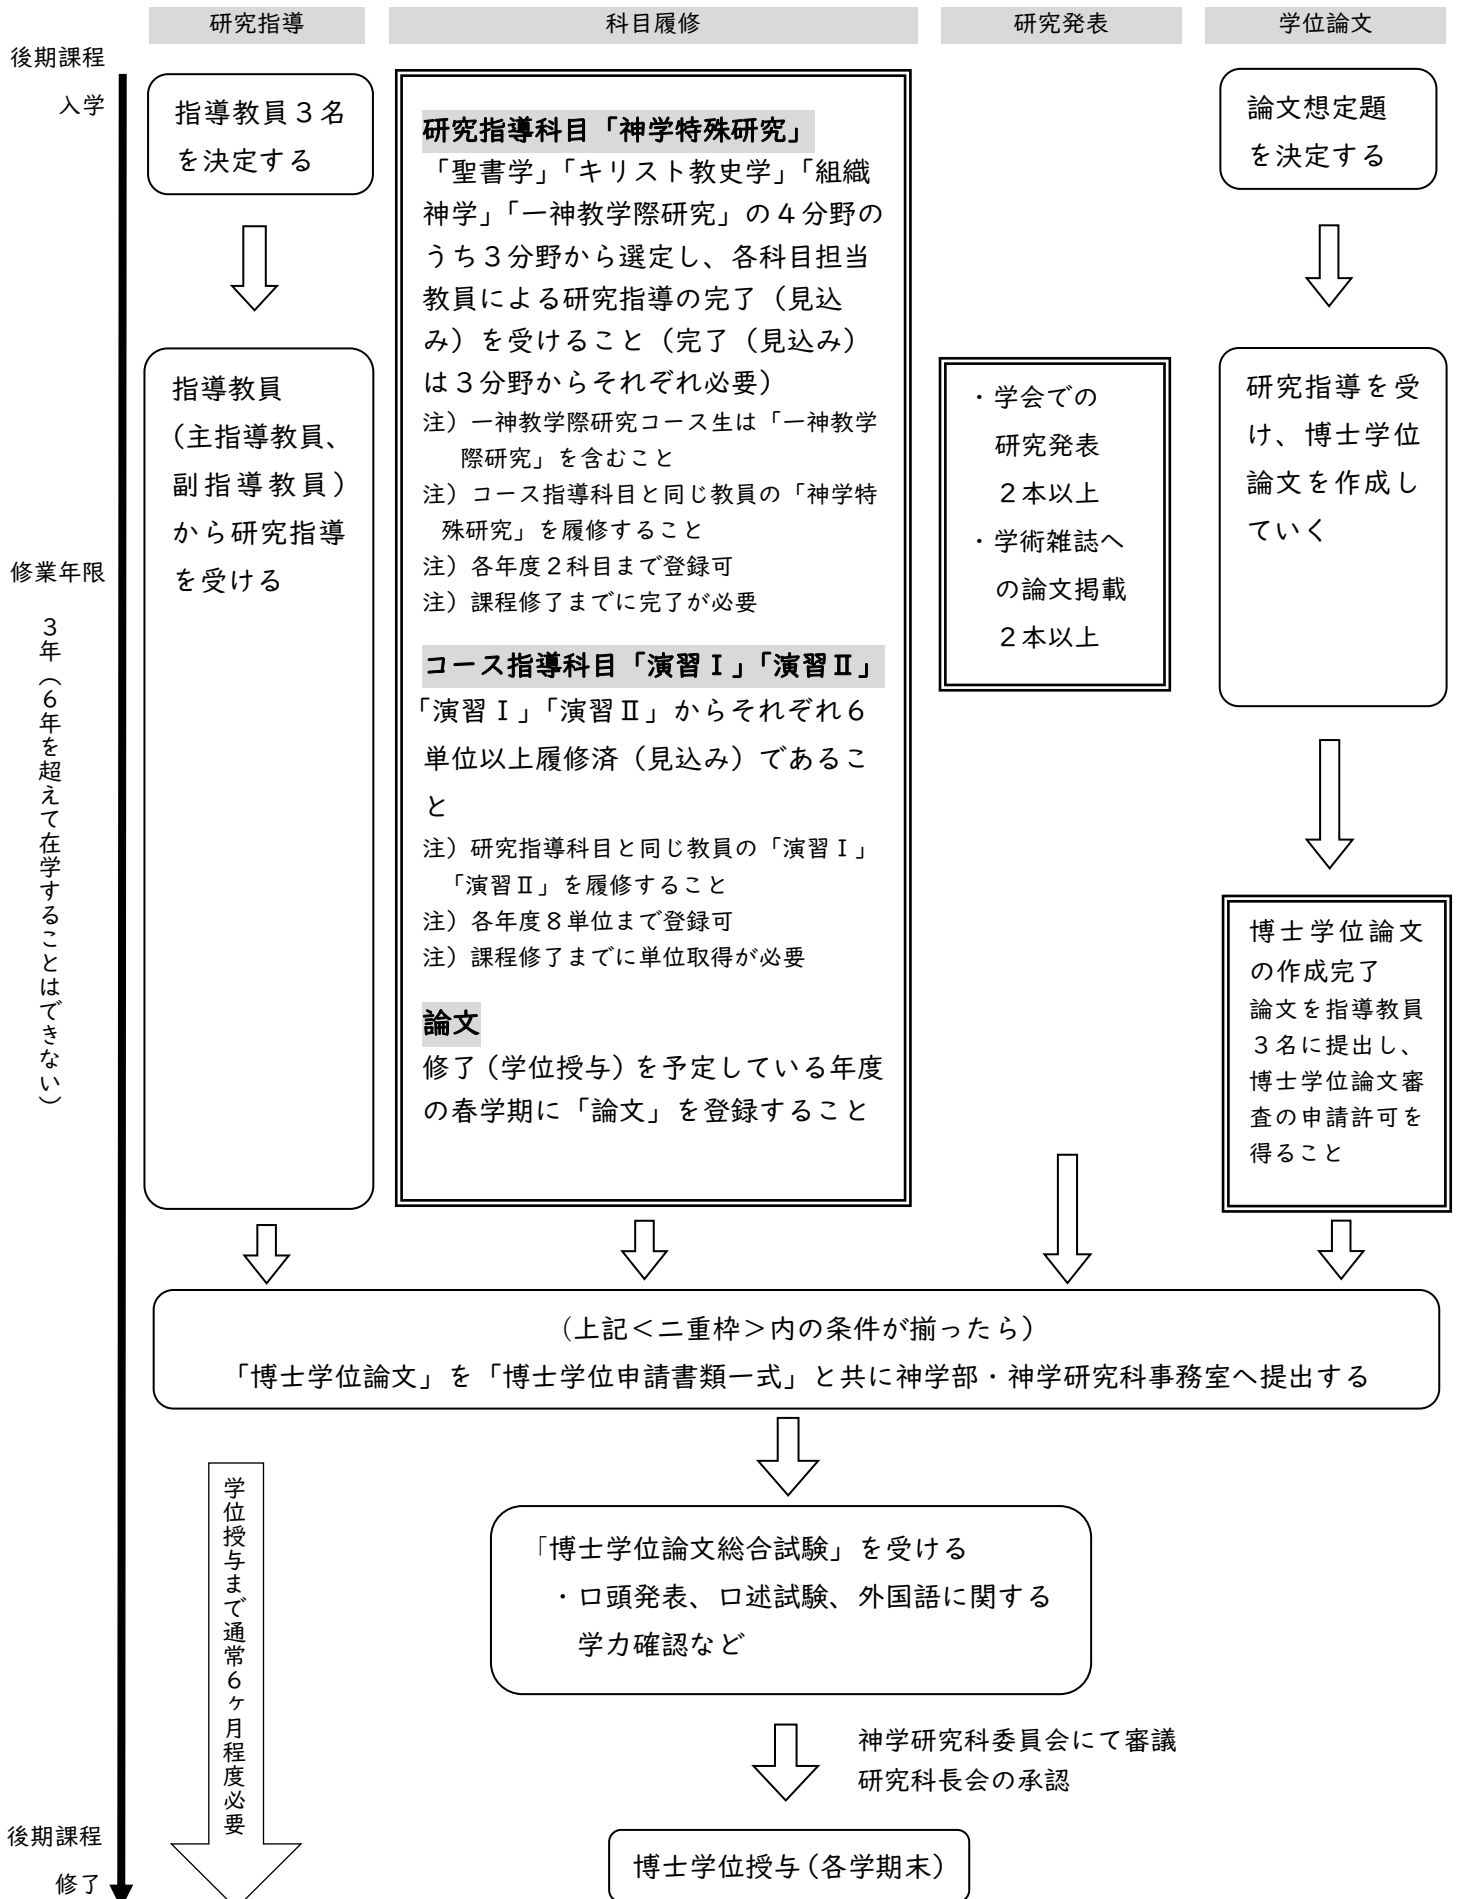 研究指導
科目履修
研究発表
学位論文
後期課程
入学
指導教員３名
を決定する
指導教員
（主指導教員、
副指導教員）
から研究指導
を受ける
修業年限
３年（６年を超えて在学することはできない）
研究指導科目「神学特殊研究」
「聖書学」「キリスト教史学」「組織
神学」「一神教学際研究」の４分野の
うち３分野から選定し、各科目担当
教員による研究指導の完了（見込
み）を受けること（完了（見込み）
は３分野からそれぞれ必要）
注）一神教学際研究コース生は「一神教学
際研究」を含むこと
注）コース指導科目と同じ教員の「神学特
殊研究」を履修すること
注）各年度２科目まで登録可
注）課程修了までに完了が必要
コース指導科目「演習Ⅰ」「演習Ⅱ」
「演習Ⅰ」「演習Ⅱ」からそれぞれ６
単位以上履修済（見込み）であるこ
と
注）研究指導科目と同じ教員の「演習Ⅰ」
「演習Ⅱ」を履修すること
注）各年度８単位まで登録可
注）課程修了までに単位取得が必要
論文
修了（学位授与）を予定している年度
の春学期に「論文」を登録すること
・学会での
研究発表
２本以上
・学術雑誌へ
の論文掲載
２本以上
論文想定題
を決定する
研究指導を受
け、博士学位
論文を作成し
ていく
博士学位論文
の作成完了
論文を指導教員
３名に提出し、
博士学位論文審
査の申請許可を
得ること
（上記＜二重枠＞内の条件が揃ったら）
「博士学位論文」を「博士学位申請書類一式」と共に神学部・神学研究科事務室へ提出する
学位授与まで通常６ヶ月程度必要
「博士学位論文総合試験」を受ける
・口頭発表、口述試験、外国語に関する
学力確認など
神学研究科委員会にて審議
研究科長会の承認
博士学位授与（各学期末）
後期課程
修了